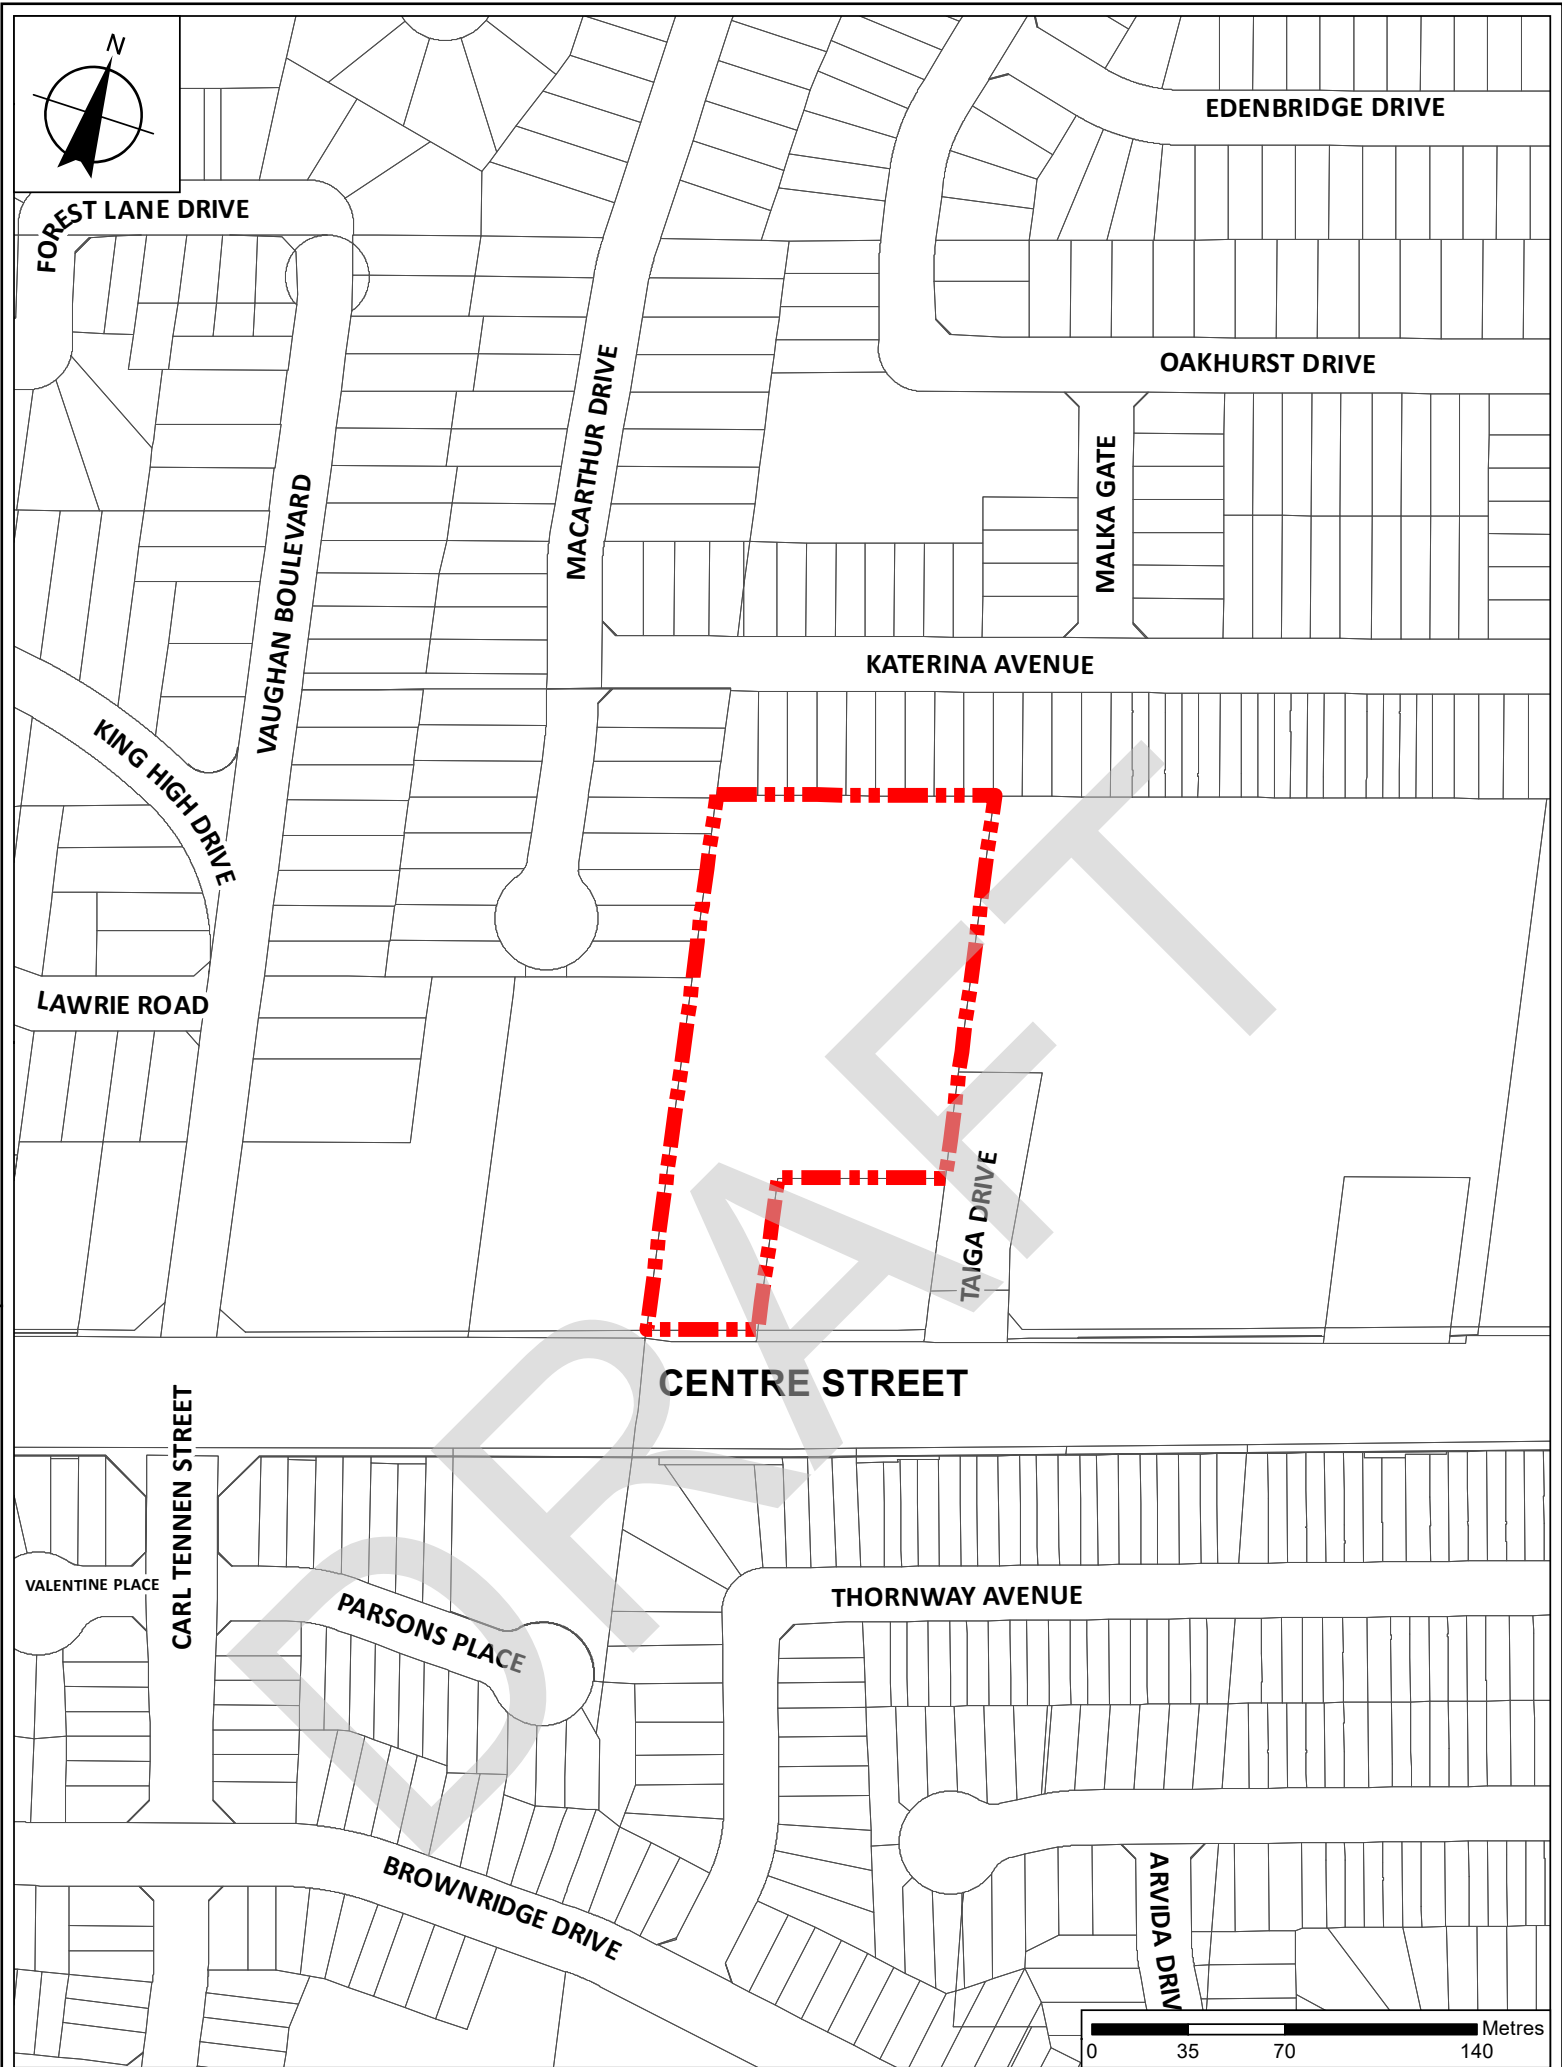 N
EDENBRIDGE DRIVE
FOREST LANE DRIVE
OAKHURST DRIVE
MACARTHUR DRIVE
MALKA GATE
VAUGHAN BOULEVARD
KATERINA AVENUE
KING HIGH DRIVE
LAWRIE ROAD
TAIGA DRIVE
CENTRE STREET
CARL TENNEN STREET
VALENTINE PLACE
PARSONS PLACE
THORNWAY AVENUE
BROWNRIDGE DRIVE
ARVIDA DRIV
DRAFT
Metres
0 35 70 140